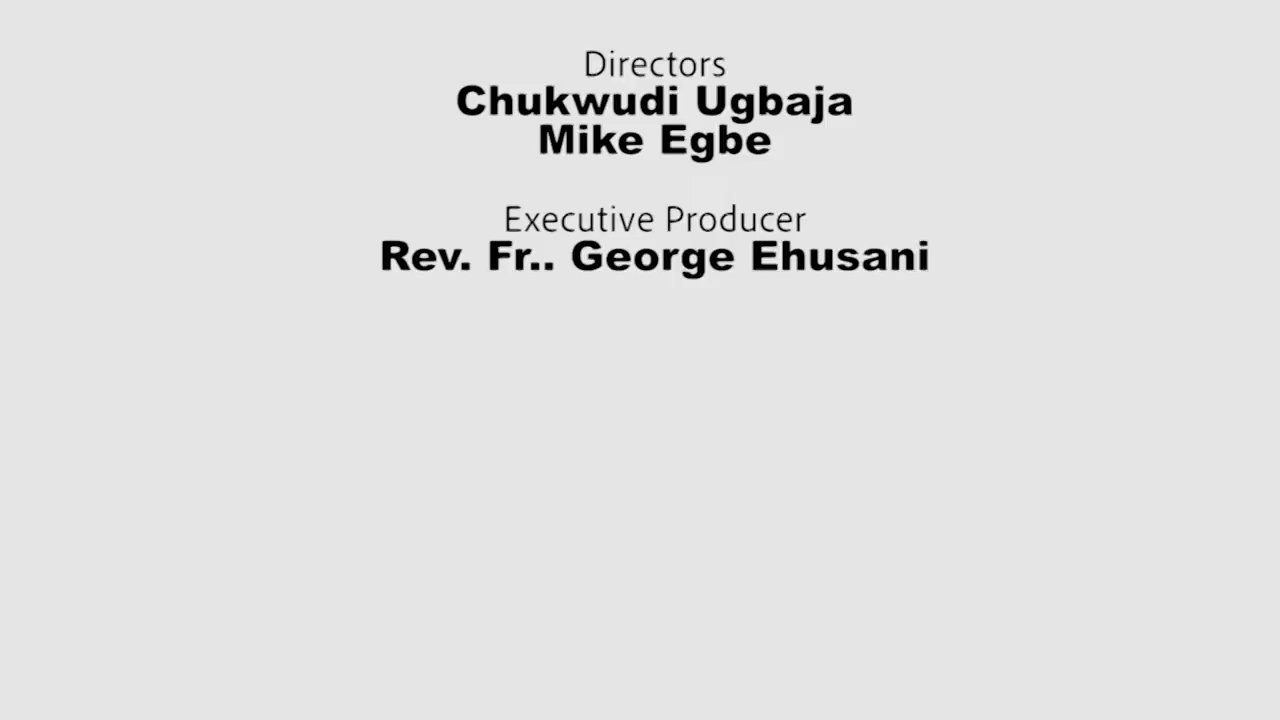 Directors
Chukwudi Ugbaja
Mike Egbe
Executive Producer
Rev. Fr.. George Ehusani